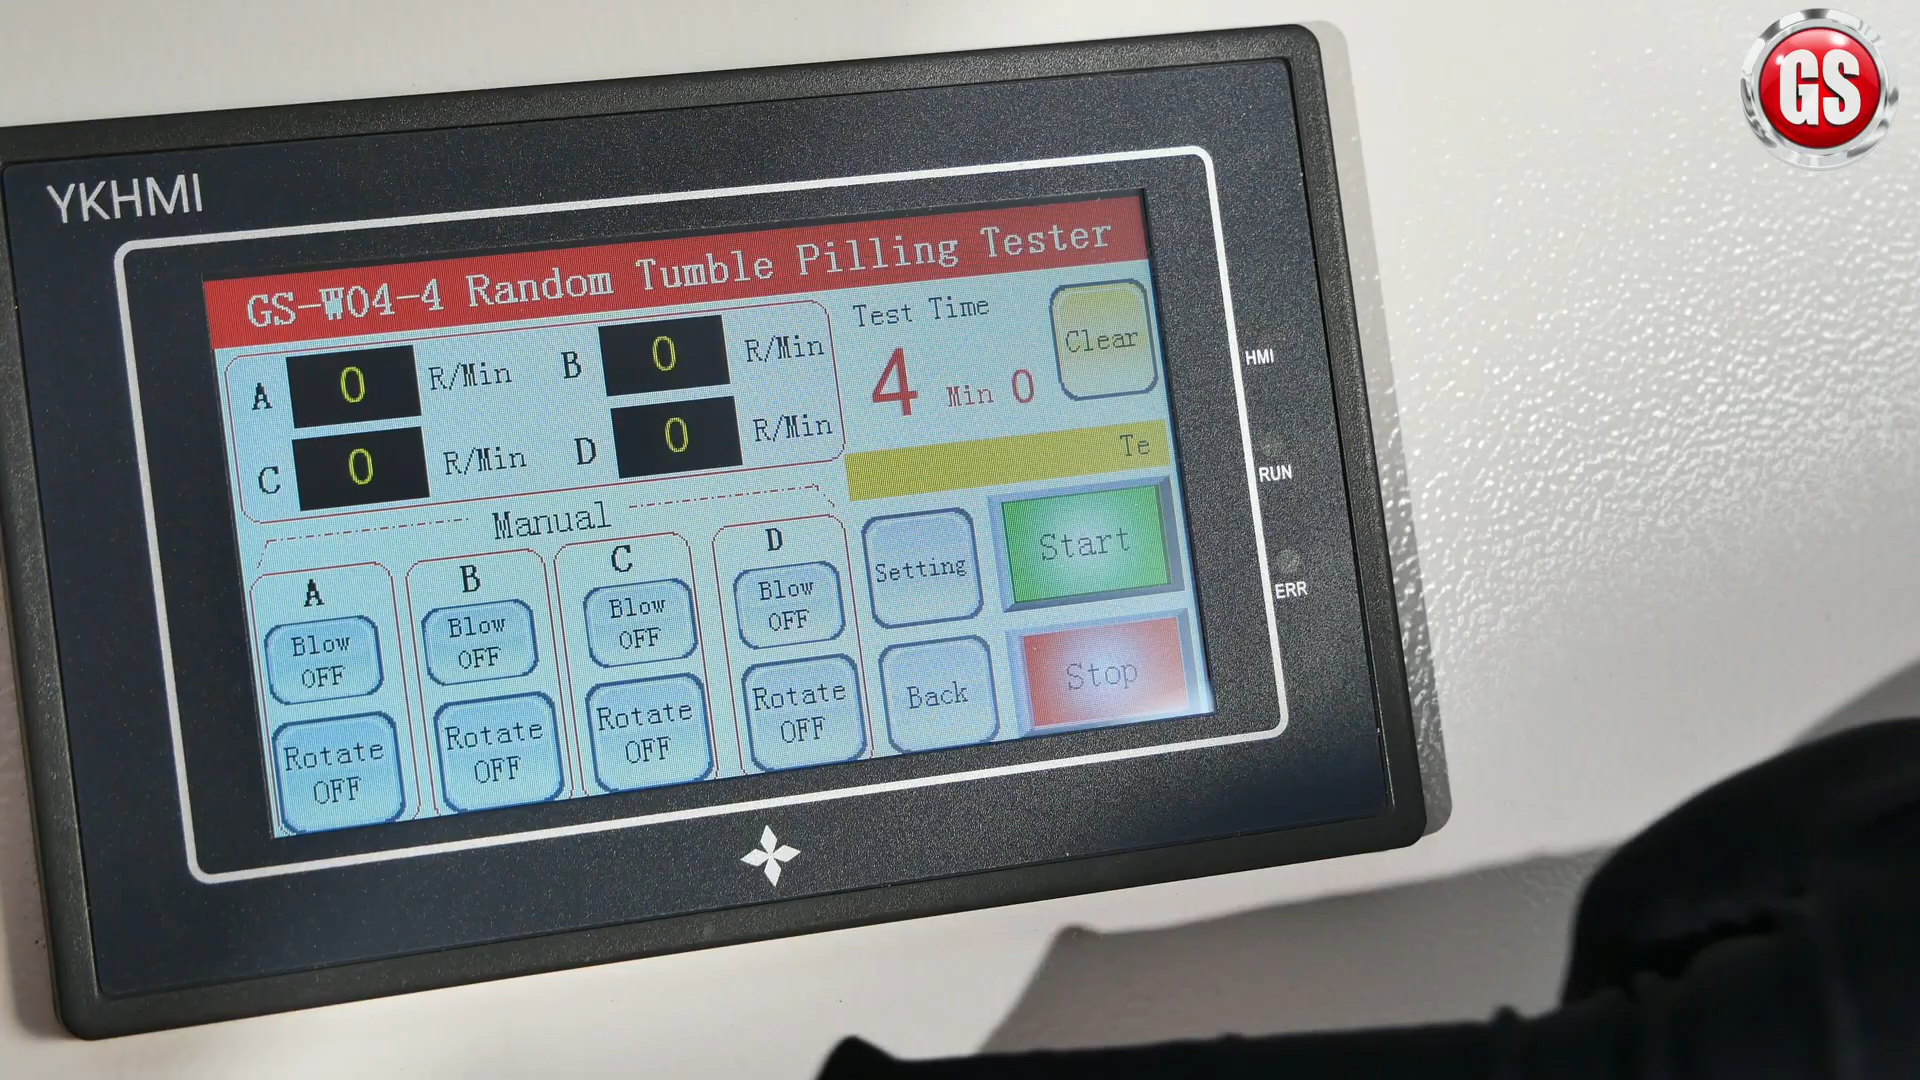 GS
YKHMI
GS-W04-4 Random Tumble Pilling Tester
A 0 R/Min B 0 R/Min
C 0 R/Min D 0 R/Min
Test Time
4 Min 0
Clear
Te
Manual
A
Blow
OFF
Rotate
OFF
B
Blow
OFF
Rotate
OFF
C
Blow
OFF
Rotate
OFF
D
Blow
OFF
Rotate
OFF
Setting
Start
Back
Stop
HMI
RUN
ERR